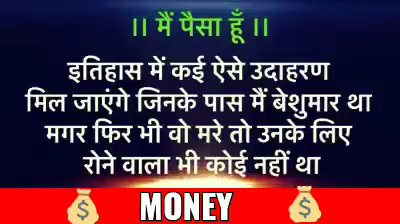 ।। मैं पैसा हूँ ।।
इतिहास में कई ऐसे उदाहरण
मिल जाएंगे जिनके पास मैं बेशुमार था
मगर फिर भी वो मरे तो उनके लिए
रोने वाला भी कोई नहीं था
MONEY